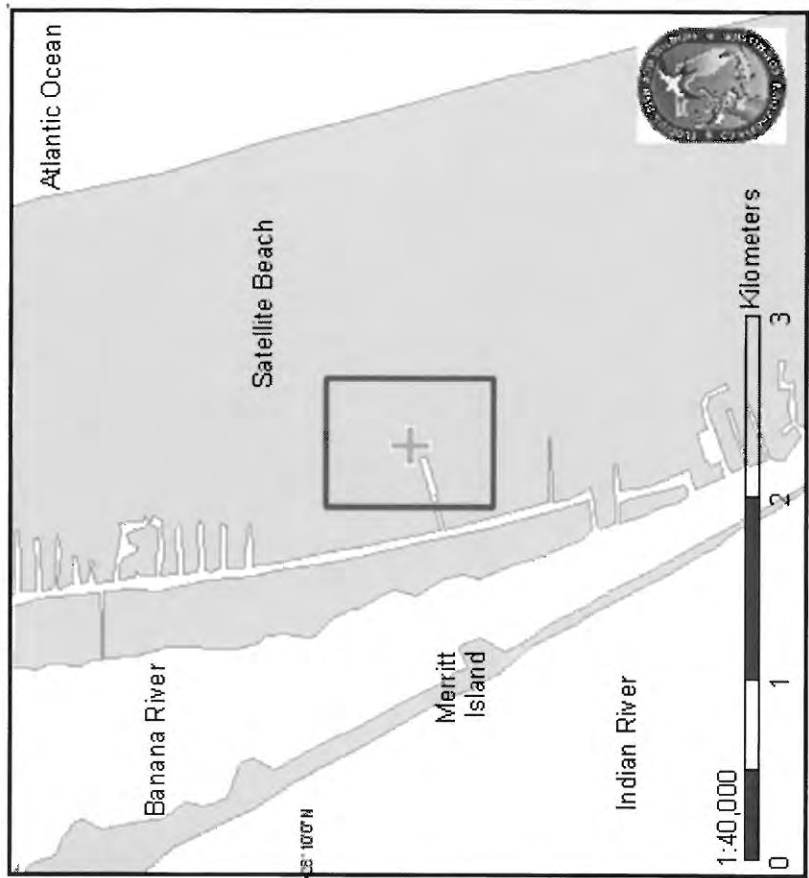 Atlantic Ocean
Satellite Beach
Banana River
Merritt
Island
Indian River
1:40,000
0 1 2 3
Kilometers